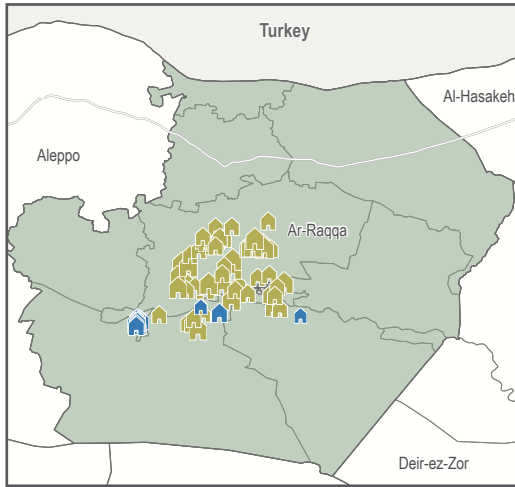 Turkey
Al-Hasakeh
Aleppo
Ar-Raqqa
Deir-ez-Zor